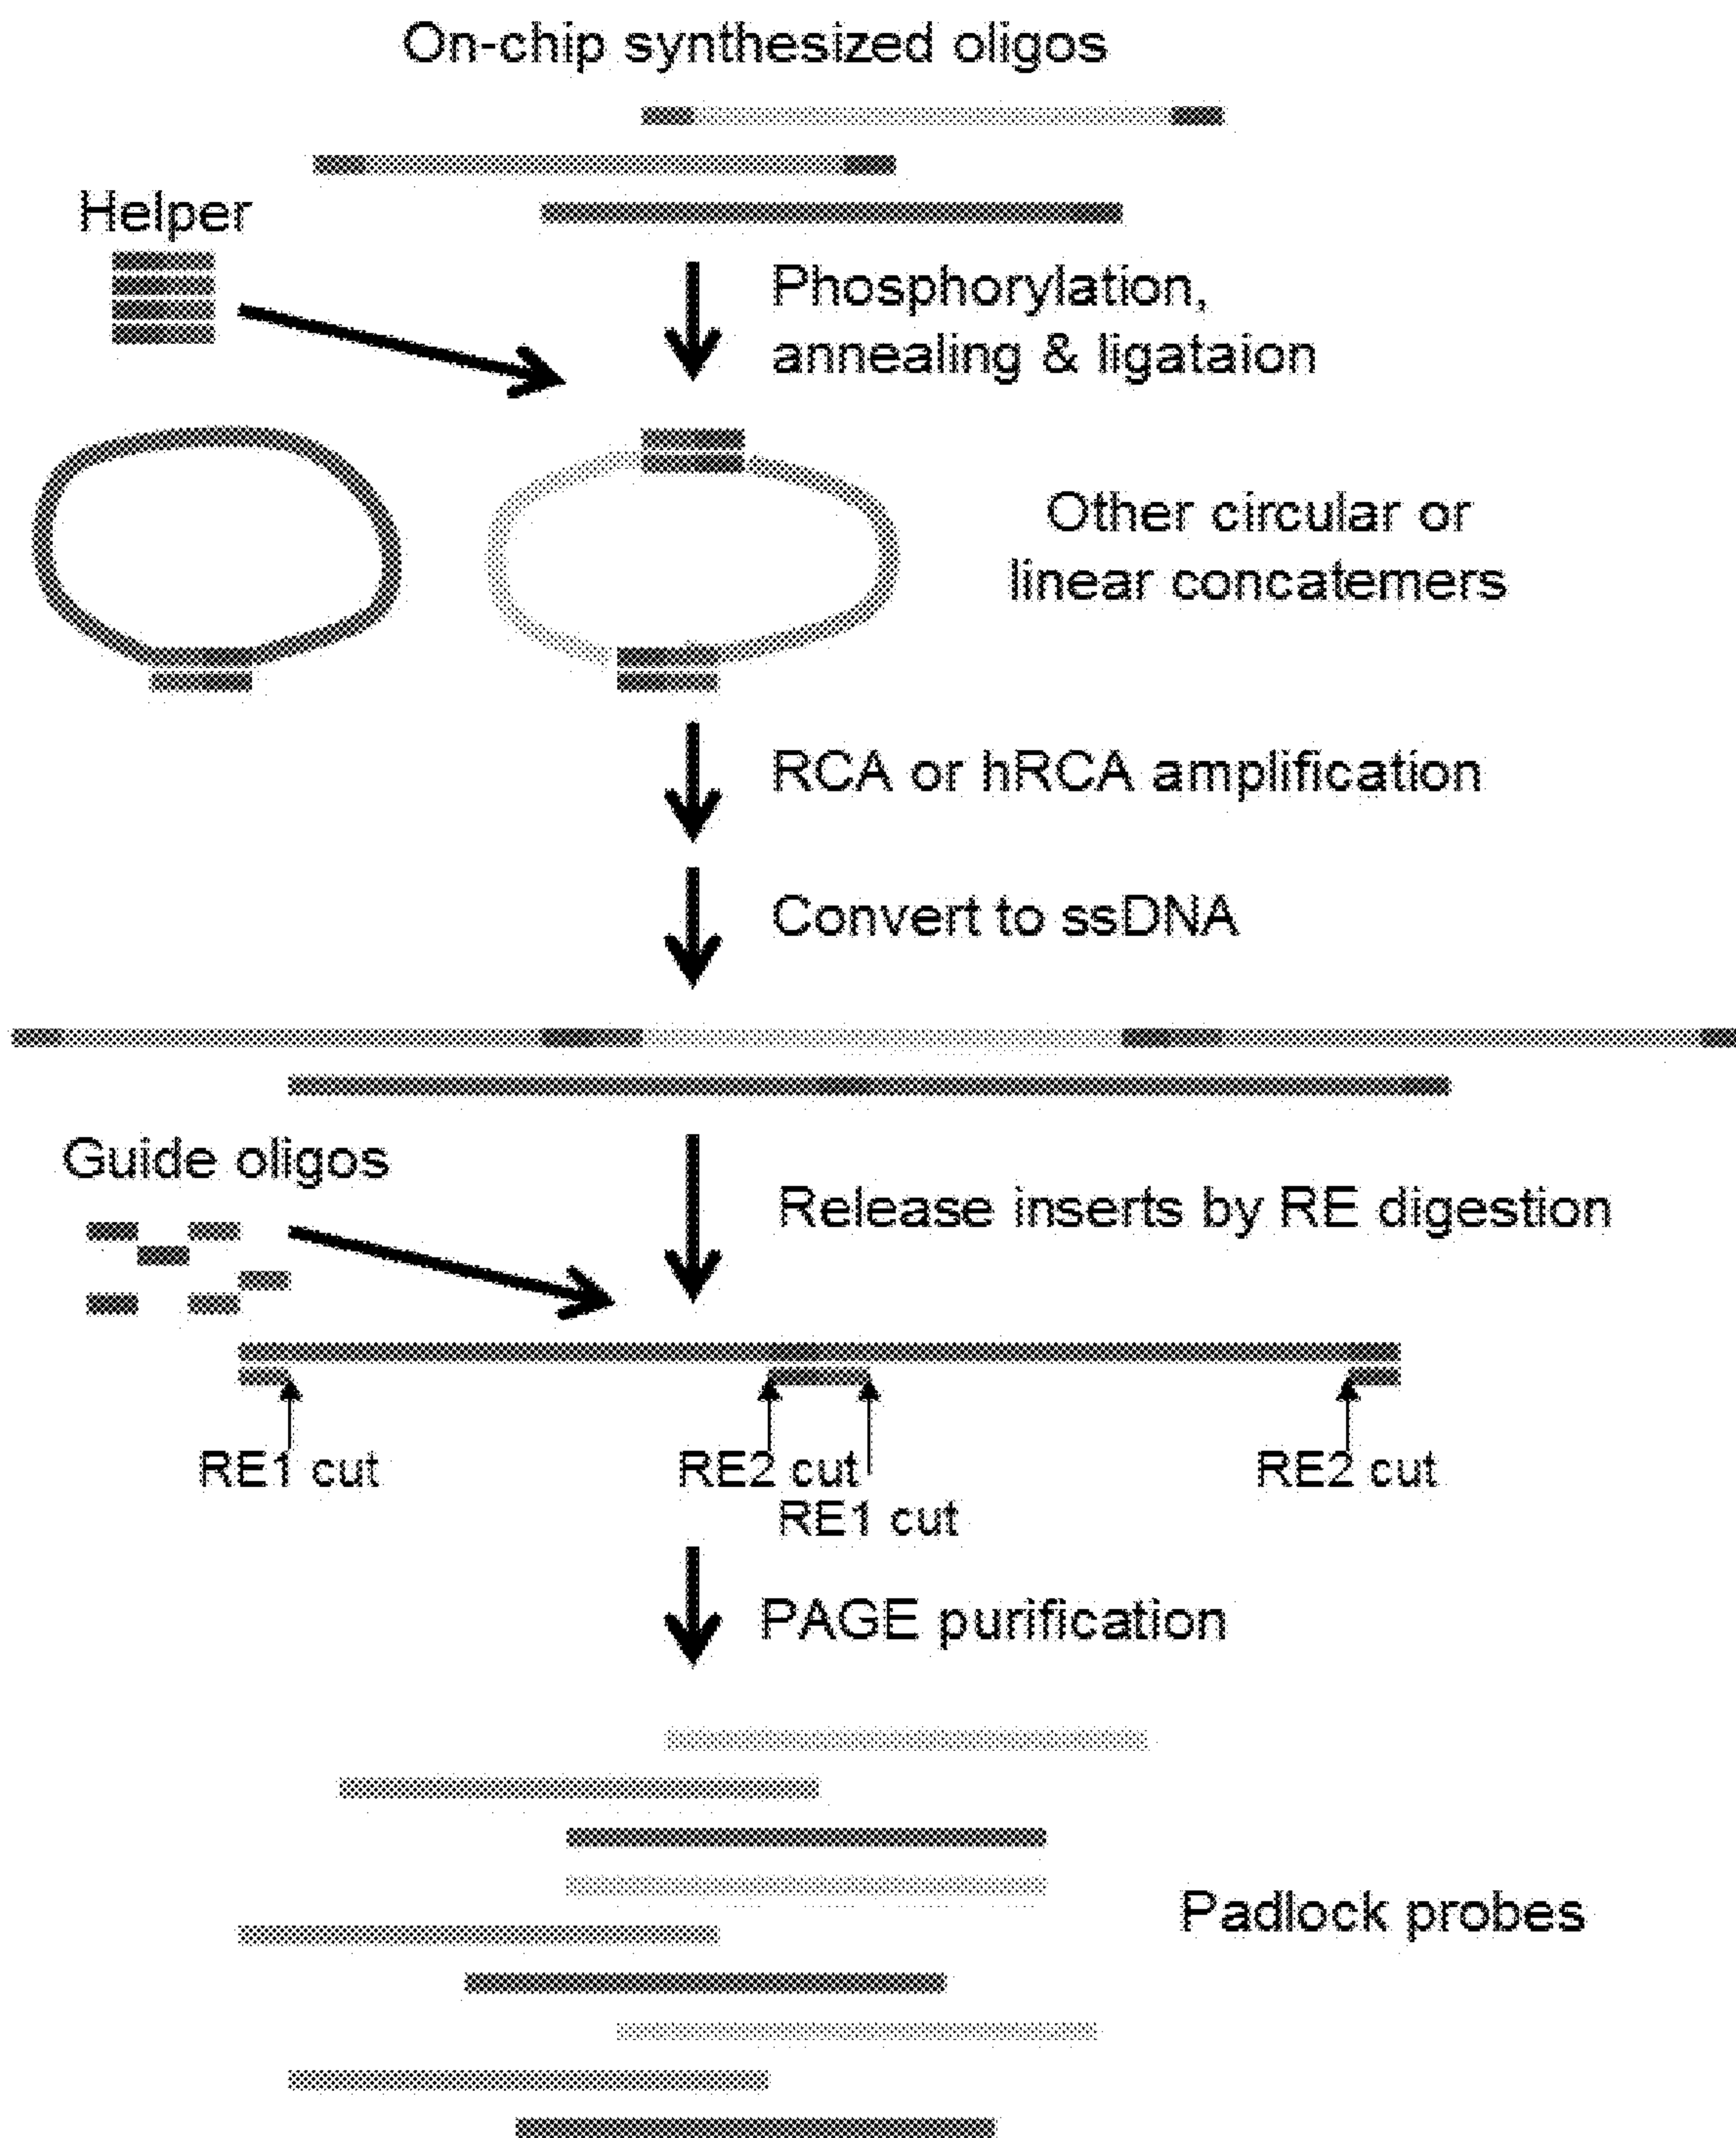 On-chip synthesized oligos
Helper
Phosphorylation,
annealing & ligataion
Other circular or
linear concatemers
RCA or hRCA amplification
Convert to ssDNA
Guide oligos
Release inserts by RE digestion
RE1 cut
RE2 cut
RE2 cut
RE1 cut
PAGE purification
Padlock probes